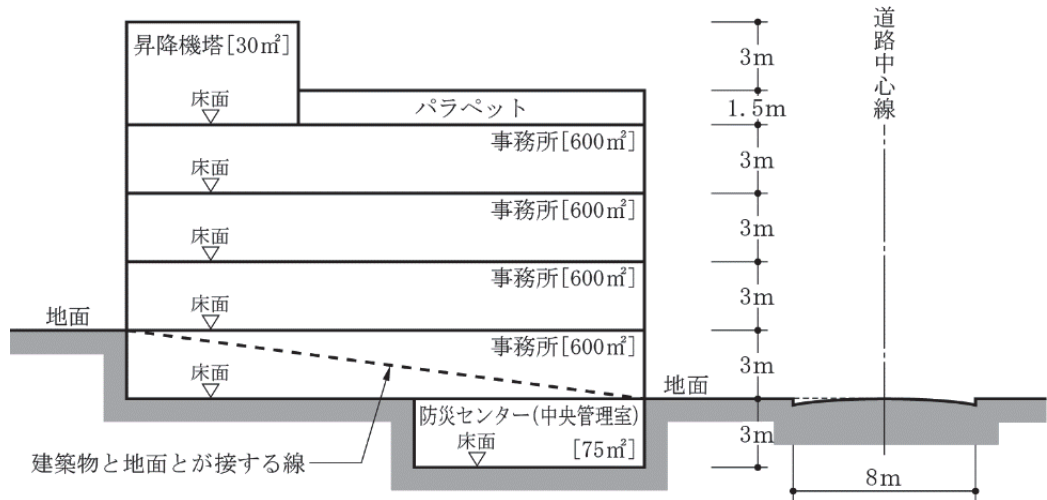 昇降機塔[30㎡]
床面
パラペット
事務所[600㎡]
床面
事務所[600㎡]
床面
事務所[600㎡]
床面
地面
事務所[600㎡]
床面
地面
防災センター(中央管理室)
床面
[75㎡]
建築物と地面とが接する線
3m
1.5m
3m
3m
3m
3m
3m
道路中心線
8m